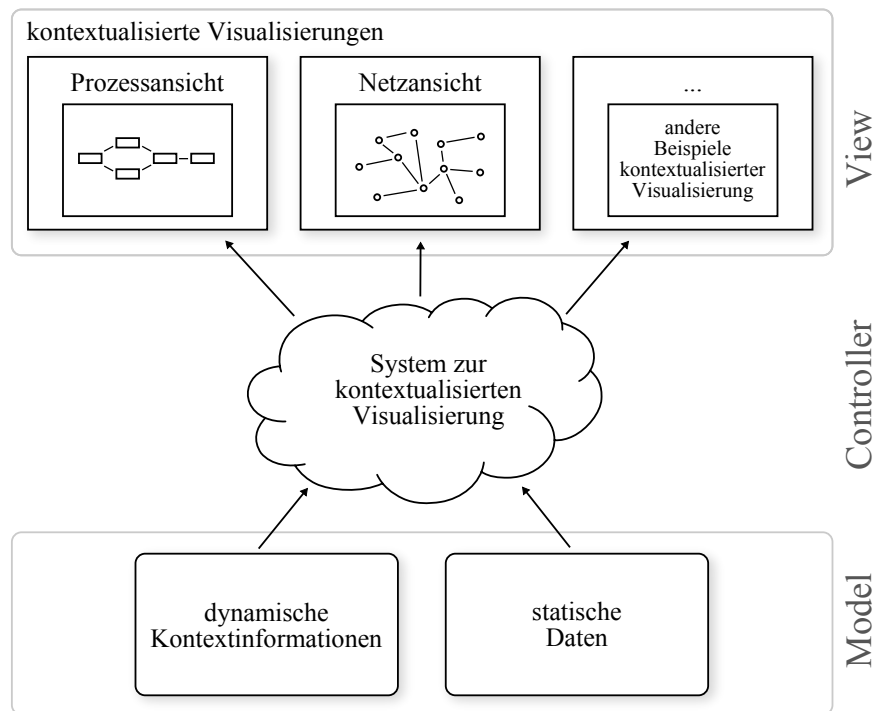 kontextualisierte Visualisierungen
Prozessansicht
Netzansicht
...
andere
Beispiele
kontextualisierter
Visualisierung
View
System zur
kontextualisierten
Visualisierung
Controller
dynamische
Kontextinformationen
statische
Daten
Model